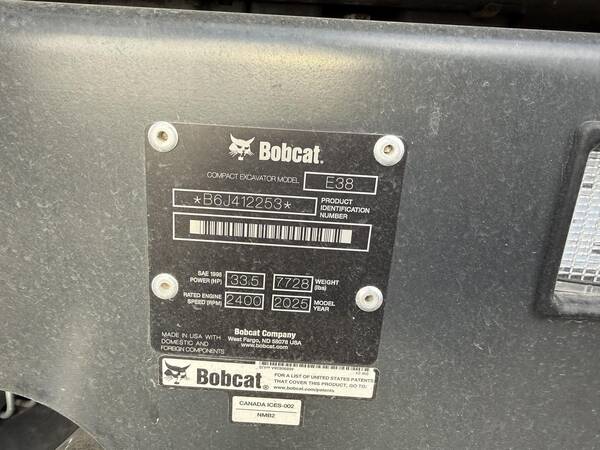 Bobcat.
COMPACT EXCAVATOR MODEL E38
*B6J412253* PRODUCT IDENTIFICATION NUMBER
SAE 1995 POWER (HP) 33.5 7728 WEIGHT (lbs)
RATED ENGINE SPEED (RPM) 2400 2025 MODEL YEAR
MADE IN USA WITH
DOMESTIC AND
FOREIGN COMPONENTS
Bobcat Company
West Fargo, ND 58078 USA
www.bobcat.com
Bobcat®
FOR A LIST OF UNITED STATES PATENTS
THAT COVER THIS PRODUCT, GO TO:
www.bobcat.com/patents
CANADA ICES-002
NMB2